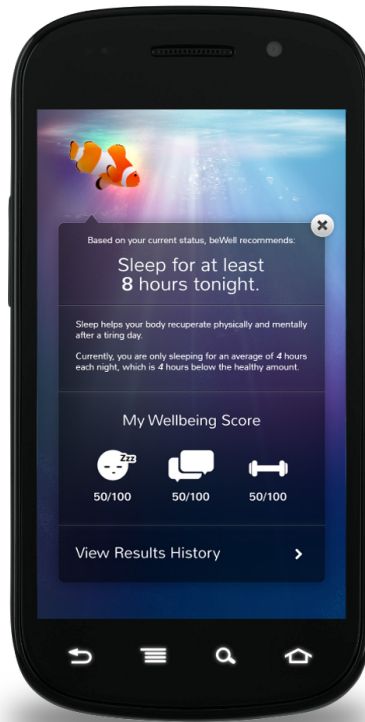 Based on your current status, beWell recommends:
Sleep for at least
8 hours tonight.
Sleep helps your body recuperate physically and mentally
after a tiring day.
Currently, you are only sleeping for an average of 4 hours
each night, which is 4 hours below the healthy amount.
My Wellbeing Score
Zzz
50/100 50/100 50/100
View Results History